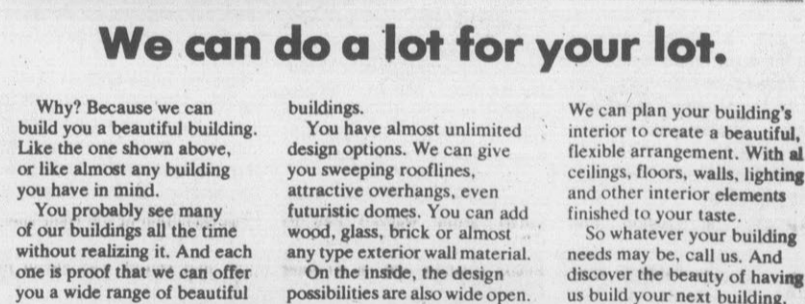 We can do a lot for your lot.
Why? Because we can
build you a beautiful building.
Like the one shown above,
or like almost any building
you have in mind.
You probably see many
of our buildings all the time
without realizing it. And each
one is proof that we can offer
you a wide range of beautiful
buildings.
You have almost unlimited
design options. We can give
you sweeping rooflines,
attractive overhangs, even
futuristic domes. You can add
wood, glass, brick or almost
any type exterior wall material.
On the inside, the design
possibilities are also wide open.
We can plan your building's
interior to create a beautiful,
flexible arrangement. With al
ceilings, floors, walls, lighting
and other interior elements
finished to your taste.
So whatever your building
needs may be, call us. And
discover the beauty of having
us build your next building.